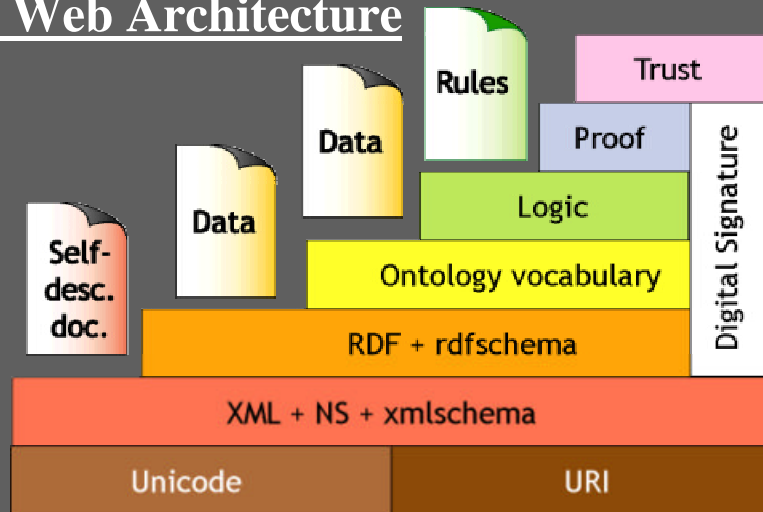 Web Architecture
Rules
Trust
Data
Proof
Data
Logic
Digital Signature
Self-
desc.
doc.
Ontology vocabulary
RDF + rdfschema
XML + NS + xmlschema
Unicode
URI